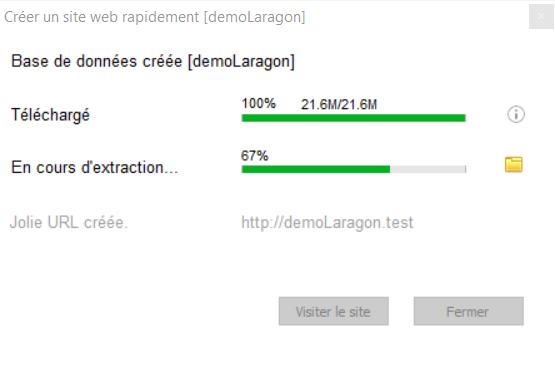 Créer un site web rapidement [demoLaragon]
Base de données créée [demoLaragon]
Téléchargé 100% 21.6M/21.6M
En cours d'extraction... 67%
Jolie URL créée. http://demoLaragon.test
Visiter le site Fermer